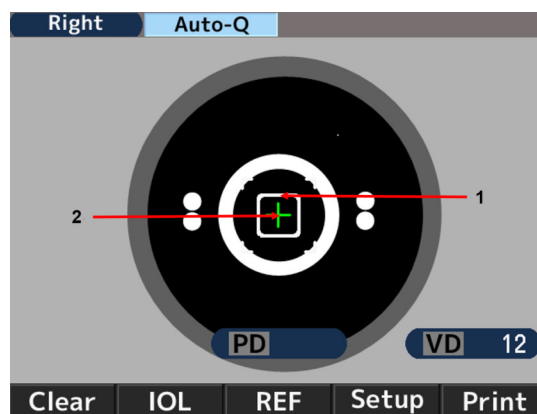 Right Auto-Q
1
2
PD
VD 12
Clear IOL REF Setup Print